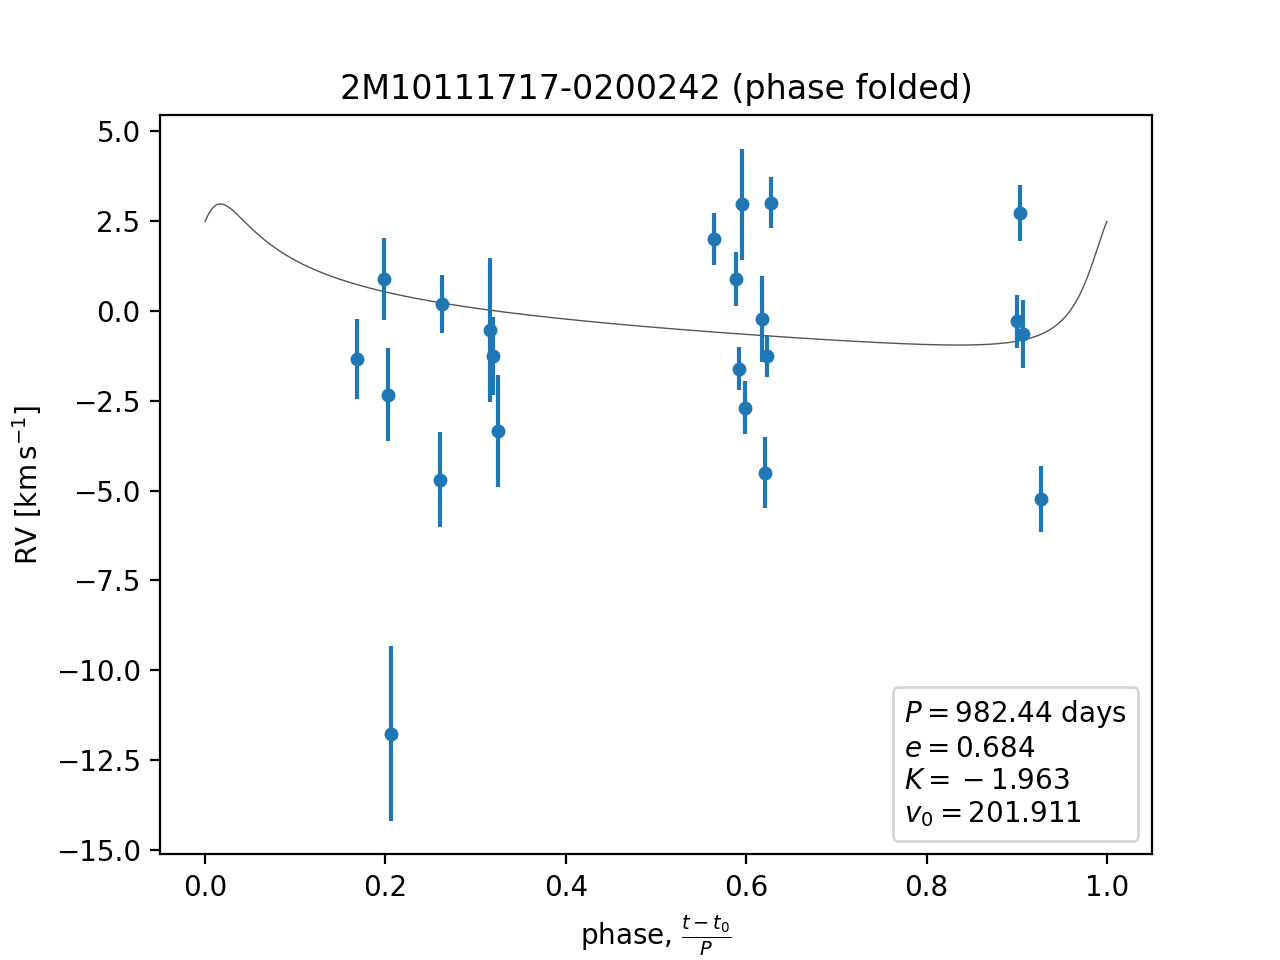 2M10111717-0200242 (phase folded)
RV [km s⁻¹]
5.0
2.5
0.0
−2.5
−5.0
−7.5
−10.0
−12.5
−15.0
P = 982.44 days
e = 0.684
K = −1.963
v₀ = 201.911
0.0 0.2 0.4 0.6 0.8 1.0
phase, (t − t₀)/P